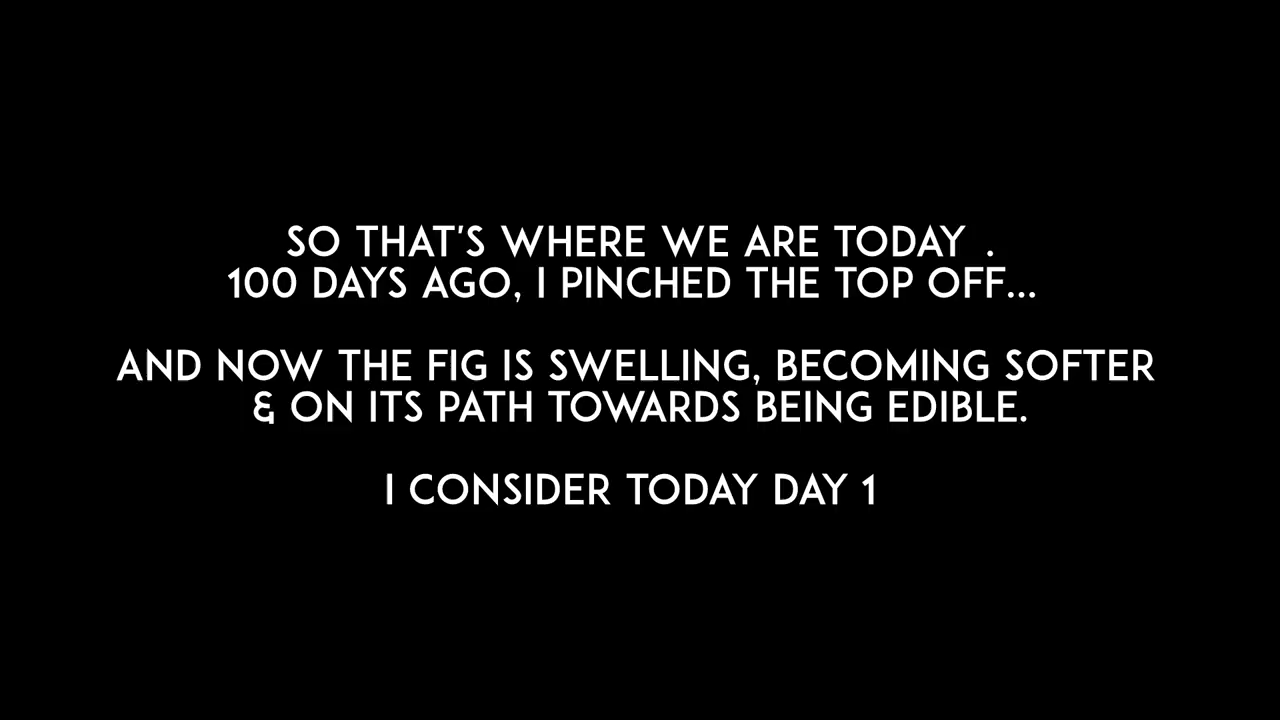 SO THAT'S WHERE WE ARE TODAY .
100 DAYS AGO, I PINCHED THE TOP OFF...
AND NOW THE FIG IS SWELLING, BECOMING SOFTER
& ON ITS PATH TOWARDS BEING EDIBLE.
I CONSIDER TODAY DAY 1